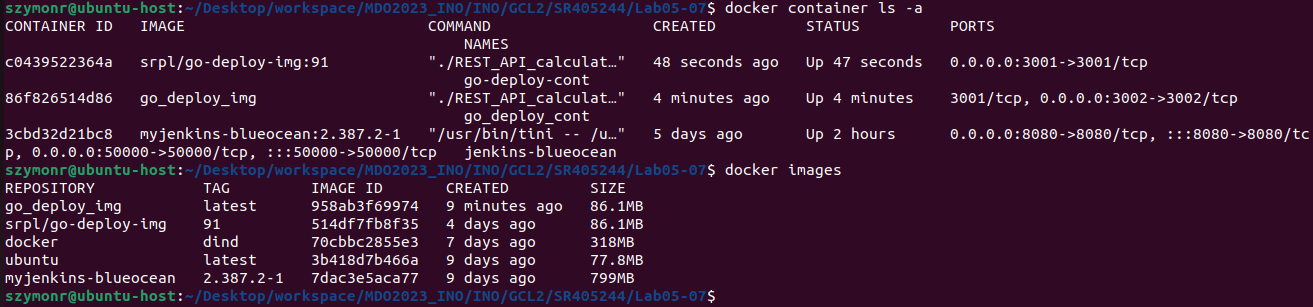 szymonr@ubuntu-host:~/Desktop/workspace/MDO2023_INO/INO/GCL2/SR405244/Lab05-07$ docker container ls -a
CONTAINER ID   IMAGE                        COMMAND                  CREATED          STATUS          PORTS
NAMES
c0439522364a   srpl/go-deploy-img:91        "./REST_API_calculat…"   48 seconds ago   Up 47 seconds   0.0.0.0:3001->3001/tcp
go-deploy-cont
86f826514d86   go_deploy_img                "./REST_API_calculat…"   4 minutes ago    Up 4 minutes    3001/tcp, 0.0.0.0:3002->3002/tcp
go_deploy_cont
3cbd32d21bc8   myjenkins-blueocean:2.387.2-1   "/usr/bin/tini -- /u…"   5 days ago       Up 2 hours      0.0.0.0:8080->8080/tcp, :::8080->8080/tc
p, 0.0.0.0:50000->50000/tcp, :::50000->50000/tcp   jenkins-blueocean
szymonr@ubuntu-host:~/Desktop/workspace/MDO2023_INO/INO/GCL2/SR405244/Lab05-07$ docker images
REPOSITORY            TAG         IMAGE ID       CREATED         SIZE
go_deploy_img         latest      958ab3f69974   9 minutes ago   86.1MB
srpl/go-deploy-img    91          514df7fb8f35   4 days ago      86.1MB
docker                dind        70cbbc2855e3   7 days ago      318MB
ubuntu                latest      3b418d7b466a   9 days ago      77.8MB
myjenkins-blueocean   2.387.2-1   7dac3e5aca77   9 days ago      799MB
szymonr@ubuntu-host:~/Desktop/workspace/MDO2023_INO/INO/GCL2/SR405244/Lab05-07$